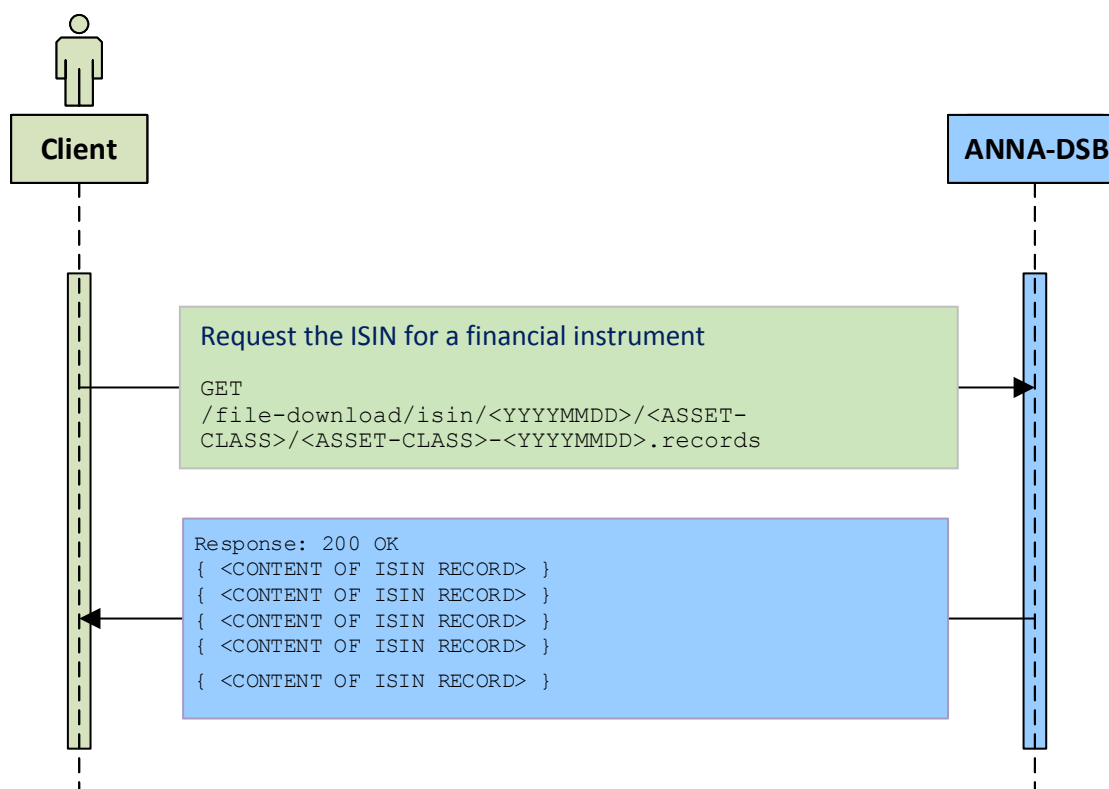 Client
ANNA-DSB
Request the ISIN for a financial instrument
GET
/file-download/isin/<YYYYMMDD>/<ASSET-
CLASS>/<ASSET-CLASS>-<YYYYMMDD>.records
Response: 200 OK
{ <CONTENT OF ISIN RECORD> }
{ <CONTENT OF ISIN RECORD> }
{ <CONTENT OF ISIN RECORD> }
{ <CONTENT OF ISIN RECORD> }
{ <CONTENT OF ISIN RECORD> }